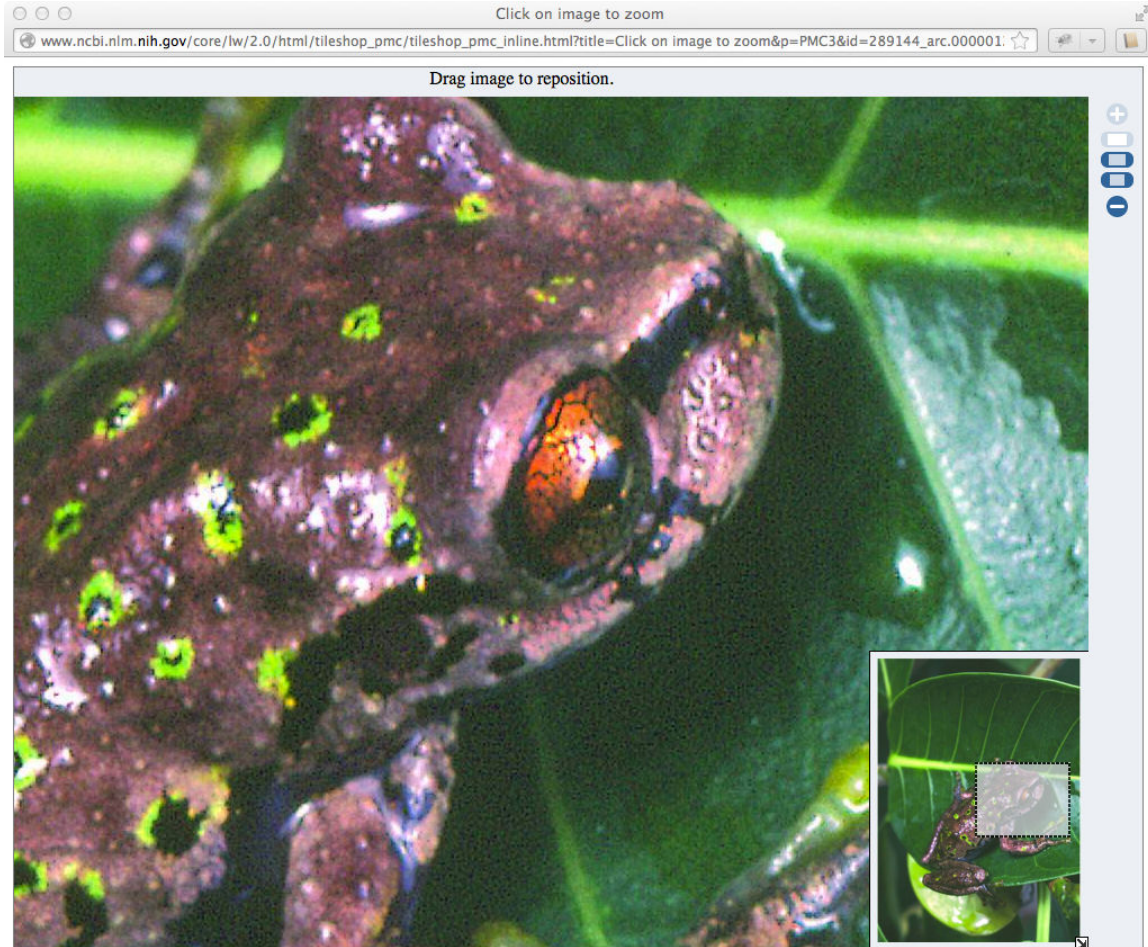 Click on image to zoom
www.ncbi.nlm.nih.gov/core/lw/2.0/html/tileshop_pmc/tileshop_pmc_inline.html?title=Click on image to zoom&p=PMC3&id=289144_arc.000001
Drag image to reposition.